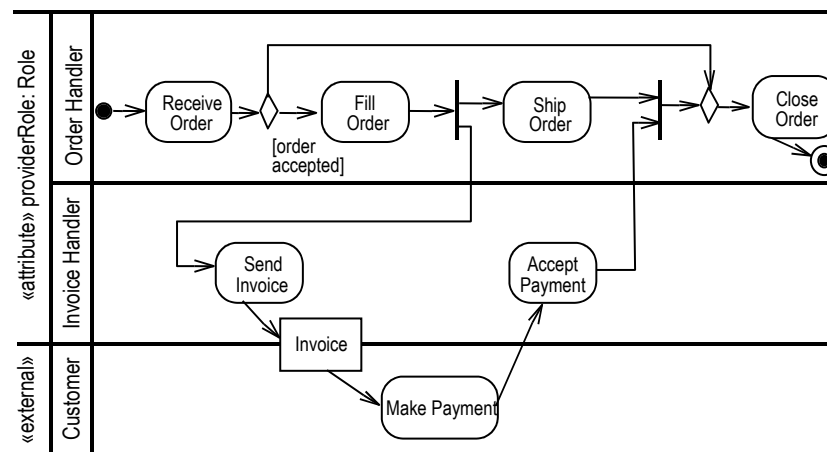 «attribute» providerRole: Role
Order Handler
Receive
Order
Fill
Order
[order
accepted]
Ship
Order
Close
Order
Invoice Handler
Send
Invoice
Accept
Payment
Invoice
«external»
Customer
Make Payment